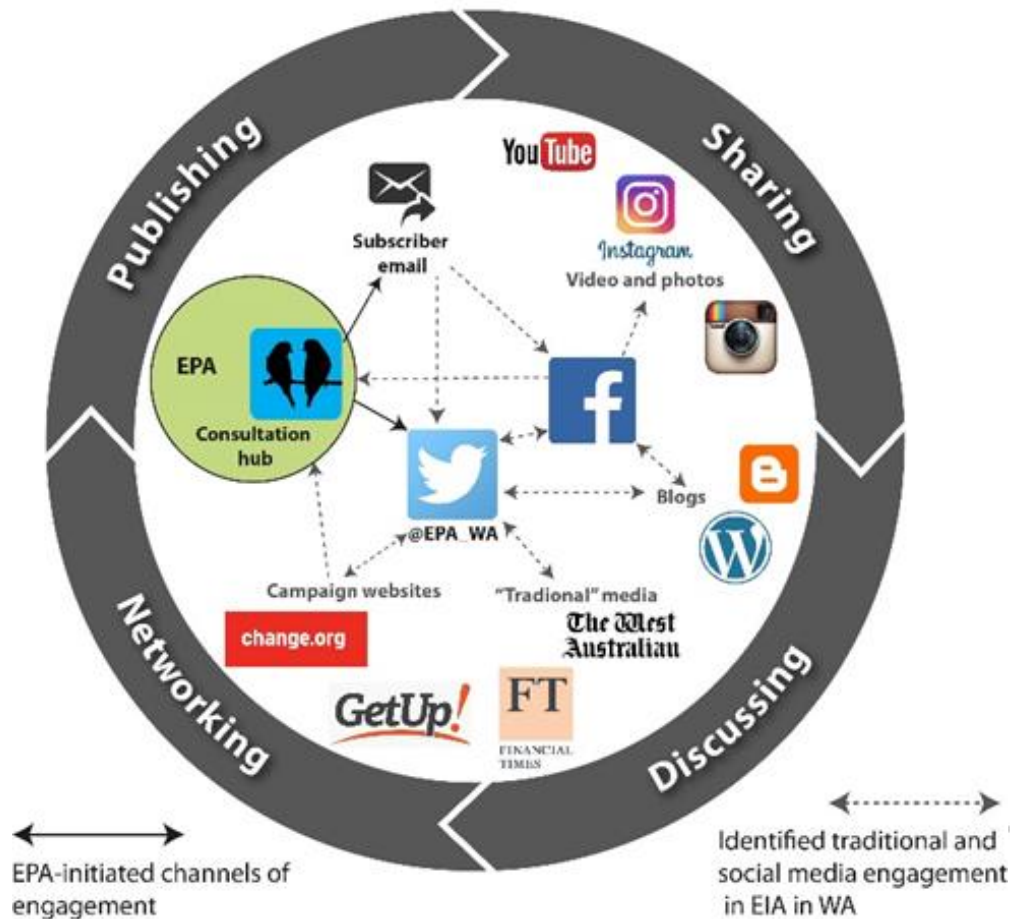 Publishing
Sharing
YouTube
Subscriber
email
Instagram
Video and photos
EPA
Consultation
hub
Blogs
@EPA_WA
Campaign websites
"Tradional" media
change.org
The West
Australian
GetUp!
FT
FINANCIAL
TIMES
Networking
Discussing
EPA-initiated channels of
engagement
Identified traditional and
social media engagement
in EIA in WA